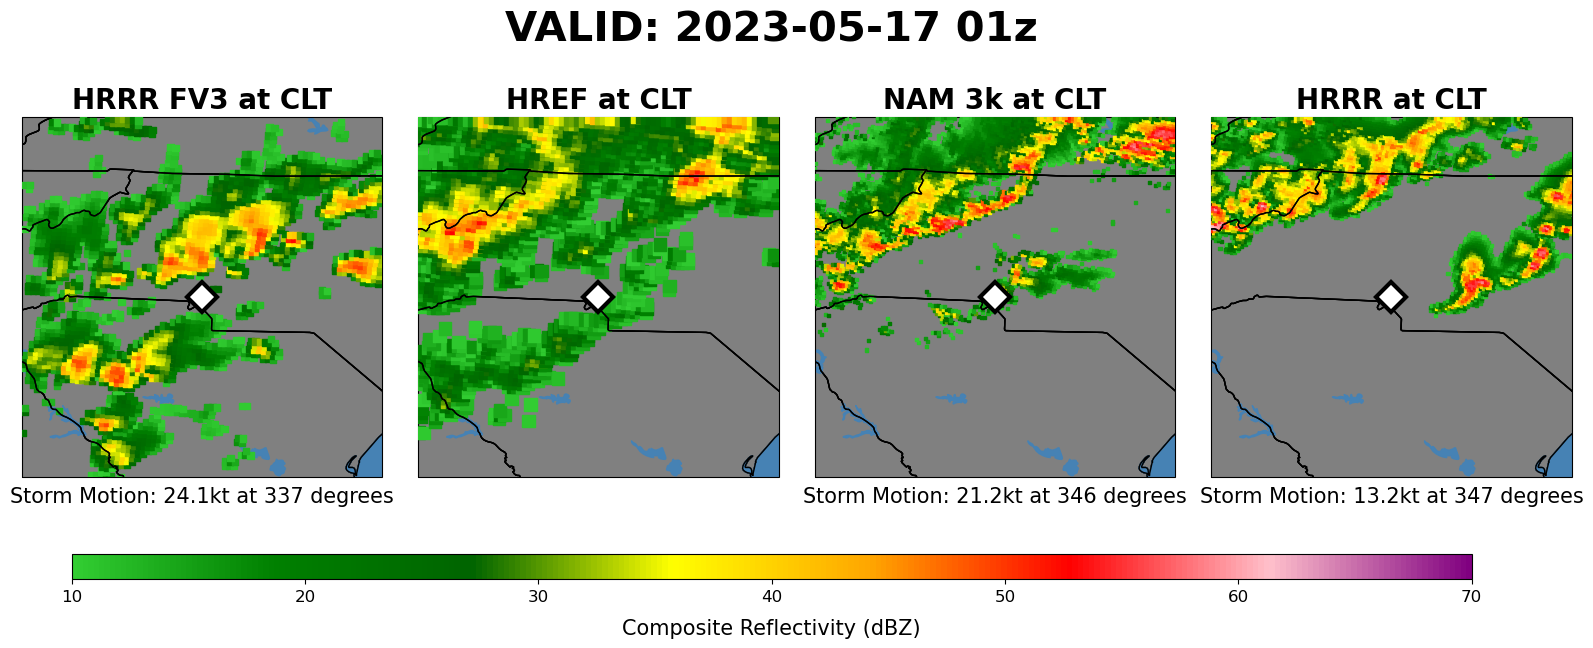 VALID: 2023-05-17 01z
HRRR FV3 at CLT
HREF at CLT
NAM 3k at CLT
HRRR at CLT
Storm Motion: 24.1kt at 337 degrees
Storm Motion: 21.2kt at 346 degrees
Storm Motion: 13.2kt at 347 degrees
10 20 30 40 50 60 70
Composite Reflectivity (dBZ)